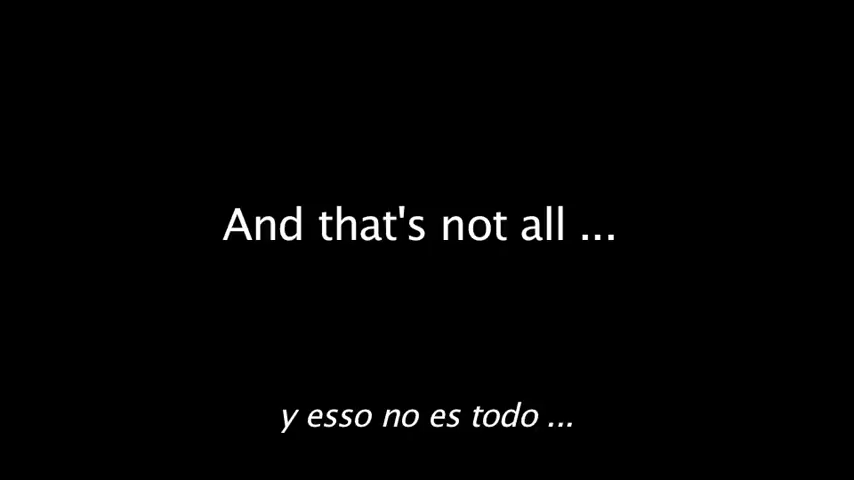 And that's not all ...
y esso no es todo ...